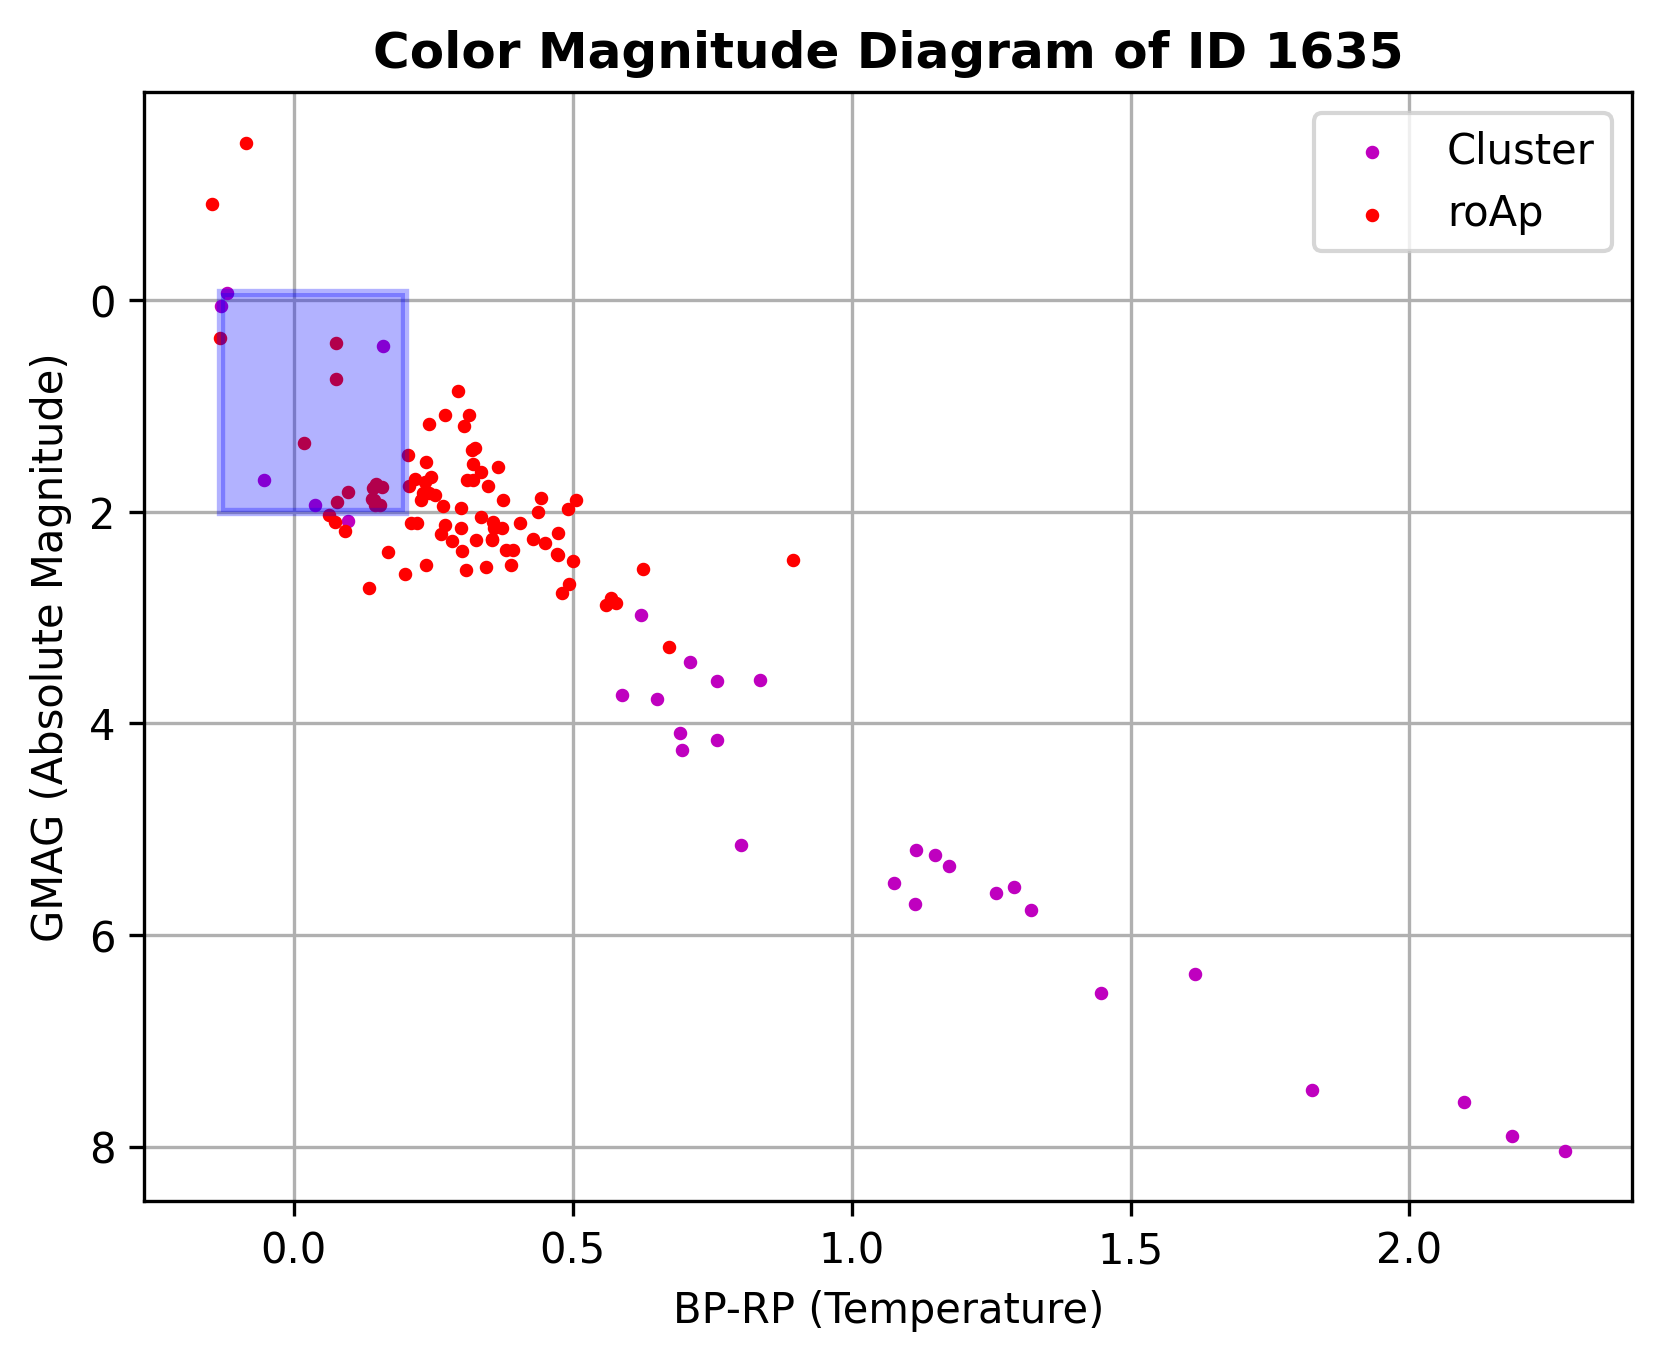 Color Magnitude Diagram of ID 1635
Cluster
roAp
GMAG (Absolute Magnitude)
0
2
4
6
8
0.0 0.5 1.0 1.5 2.0
BP-RP (Temperature)